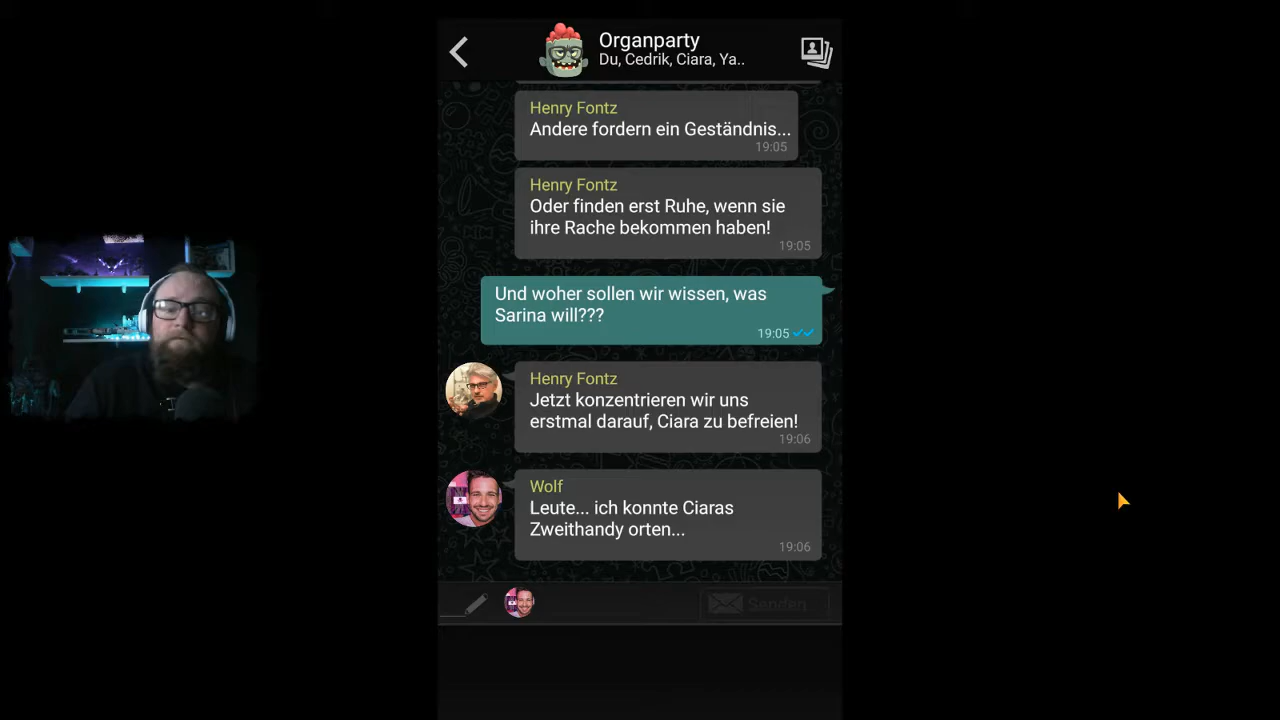 Organparty
Du, Cedrik, Ciara, Ya..
Henry Fontz
Andere fordern ein Geständnis...
19:05
Henry Fontz
Oder finden erst Ruhe, wenn sie
ihre Rache bekommen haben!
19:05
Und woher sollen wir wissen, was
Sarina will???
19:05
Henry Fontz
Jetzt konzentrieren wir uns
erstmal darauf, Ciara zu befreien!
19:06
Wolf
Leute... ich konnte Ciaras
Zweithandy orten...
19:06
Senden